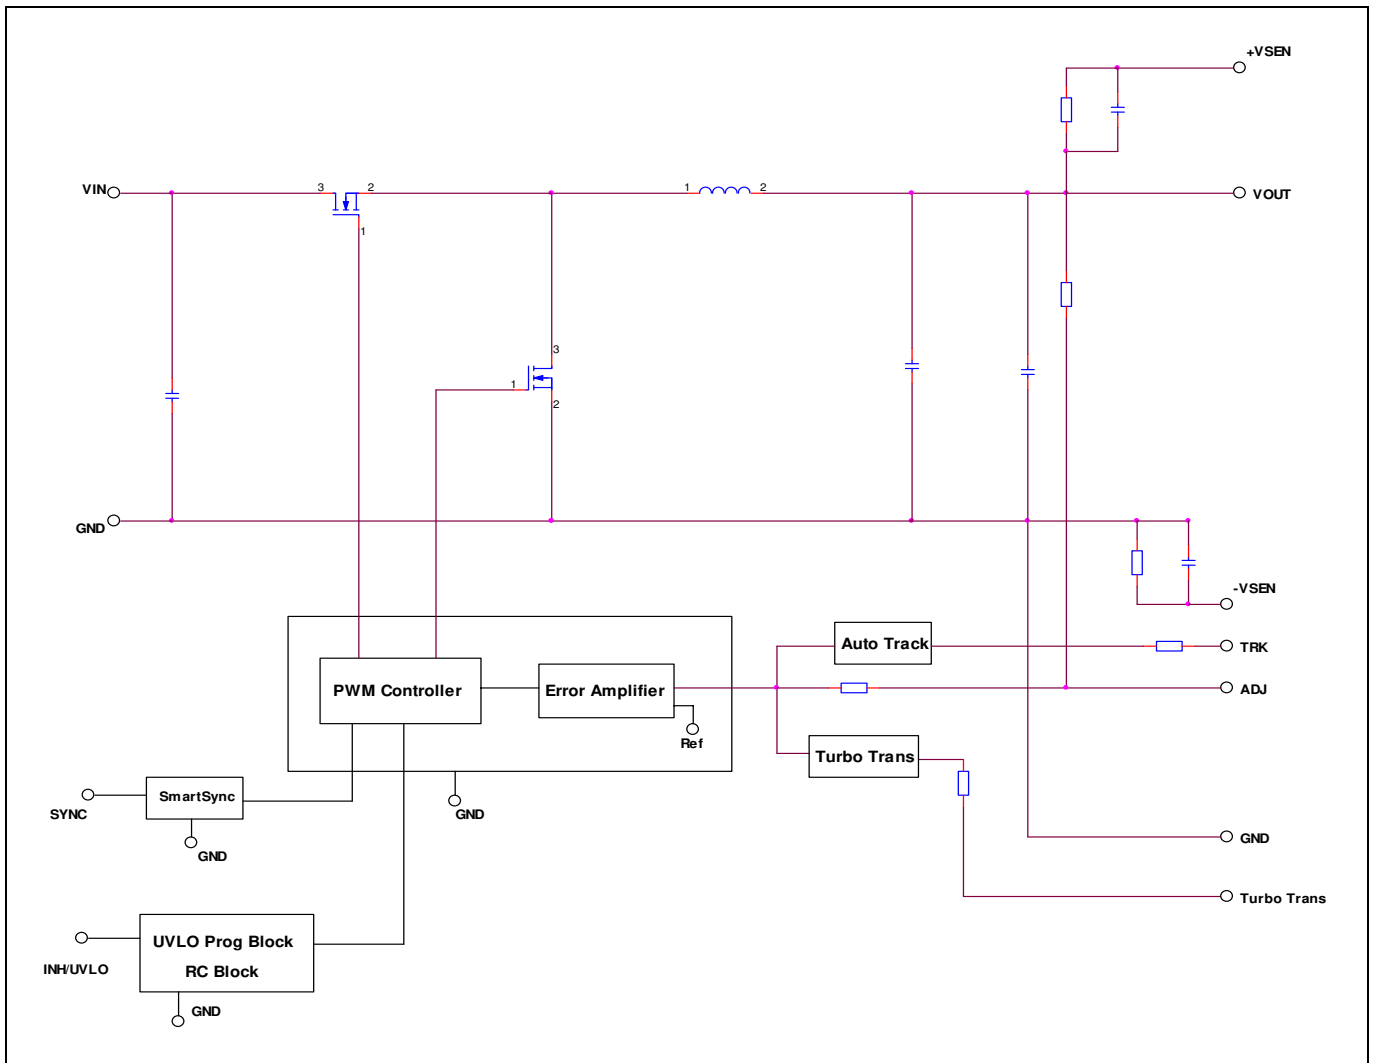 +VSEN
VIN
3
2
1
1
2
VOUT
3
1
2
GND
-VSEN
Auto Track
TRK
PWM Controller
Error Amplifier
ADJ
Ref
Turbo Trans
SmartSync
SYNC
GND
GND
GND
Turbo Trans
UVLO Prog Block
RC Block
INH/UVLO
GND